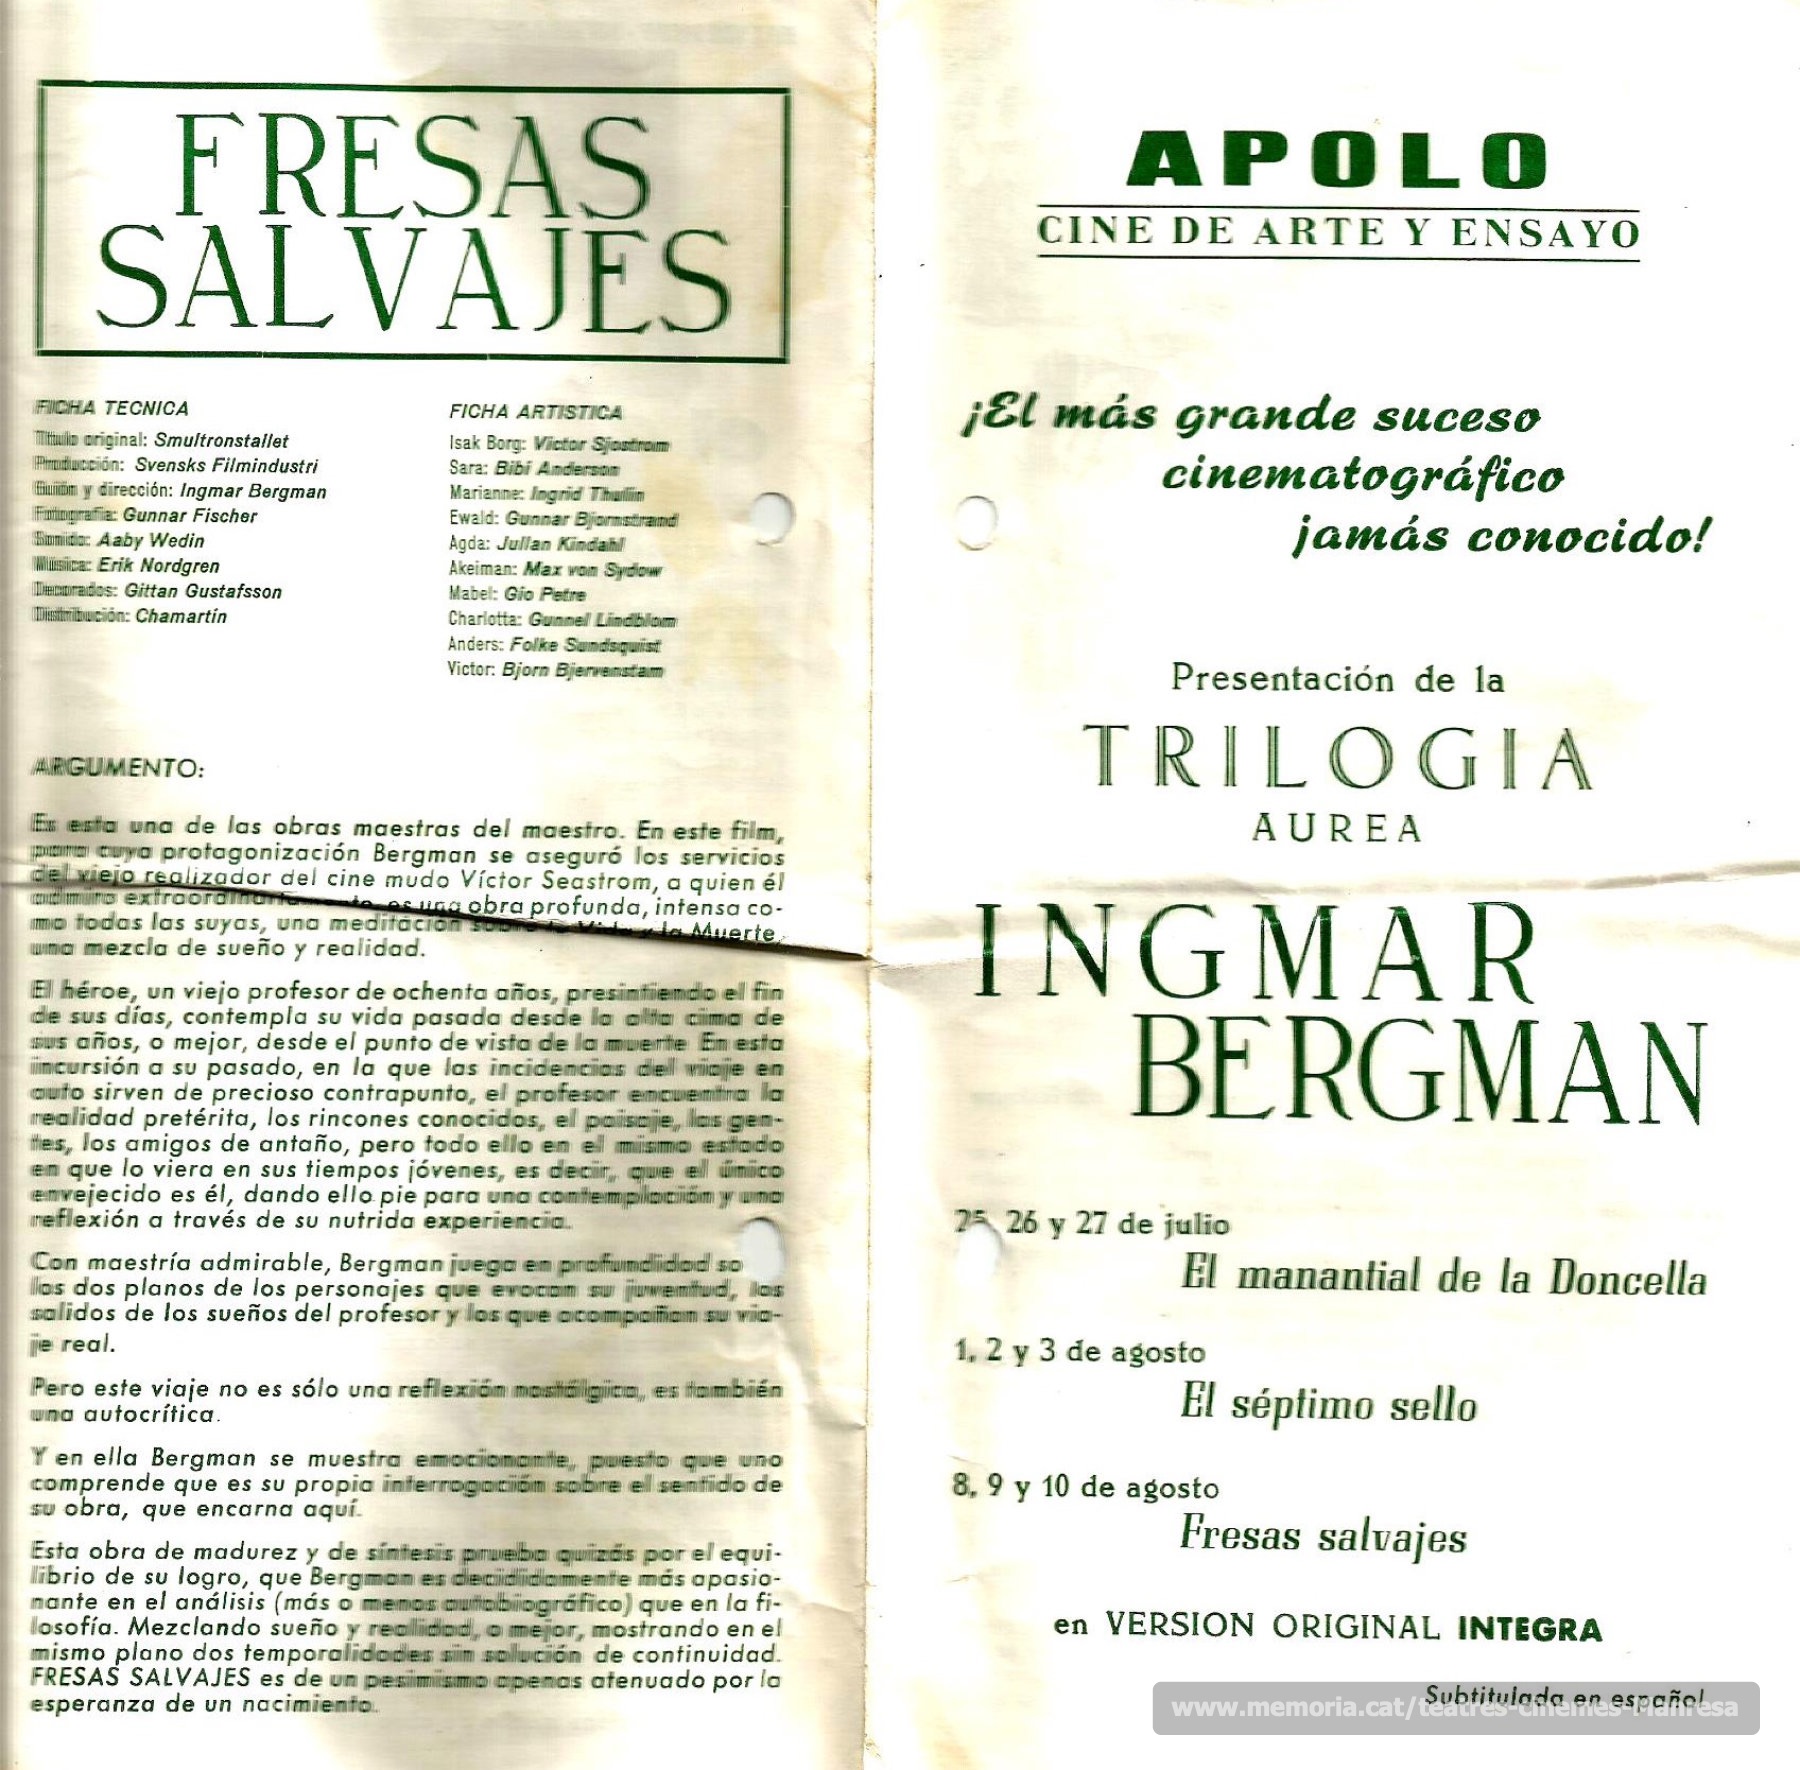 FRESAS
SALVAJES
FICHA TECNICA
Título original: Smultronstallet
Producción: Svensks Filmindustri
Guión y dirección: Ingmar Bergman
Fotografía: Gunnar Fischer
Sonido: Aaby Wedin
Música: Erik Nordgren
Decorados: Gittan Gustafsson
Distribución: Chamartín
FICHA ARTISTICA
Isak Borg: Victor Sjostrom
Sara: Bibi Anderson
Marianne: Ingrid Thulin
Ewald: Gunnar Bjornstrand
Agda: Jullan Kindahl
Akeiman: Max von Sydow
Mabel: Gio Petre
Charlotta: Gunnel Lindblom
Anders: Folke Sundsquist
Victor: Bjorn Bjervenstam
ARGUMENTO:
Es esta una de las obras maestras del maestro. En este film,
para cuya protagonización Bergman se aseguró los servicios
del viejo realizador del cine mudo Víctor Seastrom, a quien él
admira extraordinariamente, es una obra profunda, intensa co-
mo todas las suyas, una meditación sobre la Vida y la Muerte,
una mezcla de sueño y realidad.
El héroe, un viejo profesor de ochenta años, presintiendo el fin
de sus días, contempla su vida pasada desde la alta cima de
sus años, o mejor, desde el punto de vista de la muerte En esta
incursión a su pasado, en la que las incidencias del viaje en
auto sirven de precioso contrapunto, el profesor encuentra la
realidad pretérita, los rincones conocidos, el paisaje, las gen-
tes, los amigos de antaño, pero todo ello en el mismo estado
en que lo viera en sus tiempos jóvenes, es decir, que el único
envejecido es él, dando ello pie para una contemplación y una
reflexión a través de su nutrida experiencia.
Con maestría admirable, Bergman juega en profundidad so
los dos planos de los personajes que evocan su juventud, los
salidos de los sueños del profesor y los que acompañan su via-
je real.
Pero este viaje no es sólo una reflexión nostálgica, es también
una autocrítica.
Y en ella Bergman se muestra emocionante, puesto que uno
comprende que es su propia interrogación sobre el sentido de
su obra, que encarna aquí.
Esta obra de madurez y de síntesis prueba quizás por el equi-
librio de su logro, que Bergman es decididamente más apasio-
nante en el análisis (más o menos autobiográfico) que en la fi-
losofía. Mezclando sueño y realidad, o mejor, mostrando en el
mismo plano dos temporalidades sin solución de continuidad.
FRESAS SALVAJES es de un pesimismo apenas atenuado por la
esperanza de un nacimiento.
APOLO
CINE DE ARTE Y ENSAYO
¡El más grande suceso
cinematográfico
jamás conocido!
Presentación de la
TRILOGIA
AUREA
INGMAR
BERGMAN
25, 26 y 27 de julio
El manantial de la Doncella
1, 2 y 3 de agosto
El séptimo sello
8, 9 y 10 de agosto
Fresas salvajes
en VERSION ORIGINAL INTEGRA
Subtitulada en español
www.memoria.cat/teatres-cinemes-manresa